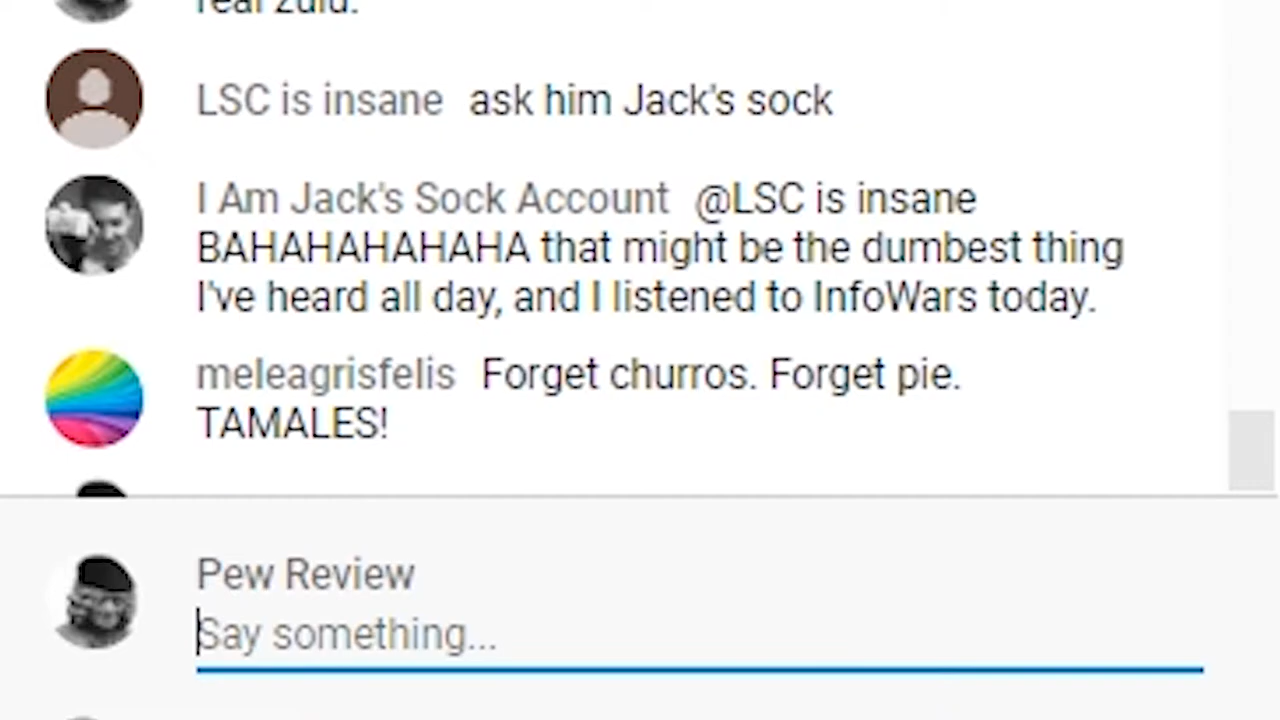 real zuld.
LSC is insane ask him Jack's sock
I Am Jack's Sock Account @LSC is insane
BAHAHAHAHAHA that might be the dumbest thing
I've heard all day, and I listened to InfoWars today.
meleagrisfelis Forget churros. Forget pie.
TAMALES!
Pew Review
Say something...